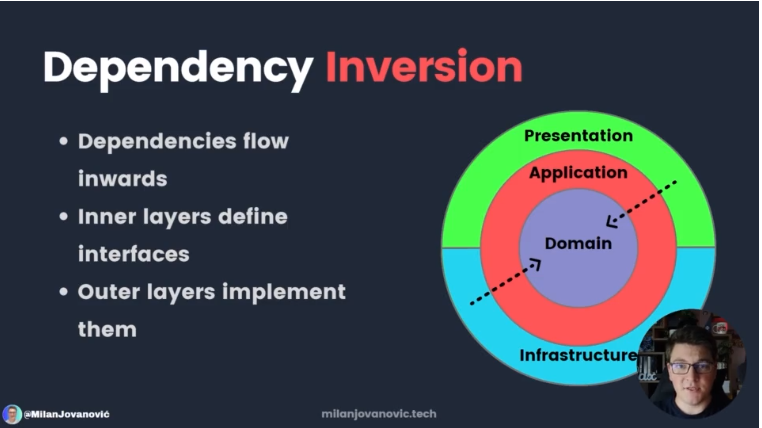 Dependency Inversion
• Dependencies flow
inwards
• Inner layers define
interfaces
• Outer layers implement
them
Presentation
Application
Domain
Infrastructure
@MilanJovanović
milanjovanovic.tech